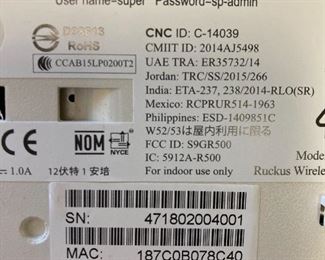 User name=super Password=sp-admin
D33B13
RoHS
CNC ID: C-14039
CMIIT ID: 2014AJ5498
CCAB15LP0200T2
UAE TRA: ER35732/14
Jordan: TRC/SS/2015/266
India: ETA-237, 238/2014-RLO(SR)
Mexico: RCPRUR514-1963
Philippines: ESD-1409851C
W52/53は屋内利用に限る
NOM
NYCE
FCC ID: S9GR500
IC: 5912A-R500
1.0A
12伏特1安培
For indoor use only
Mode
Ruckus Wirele
SN: 471802004001
MAC: 187C0B078C40